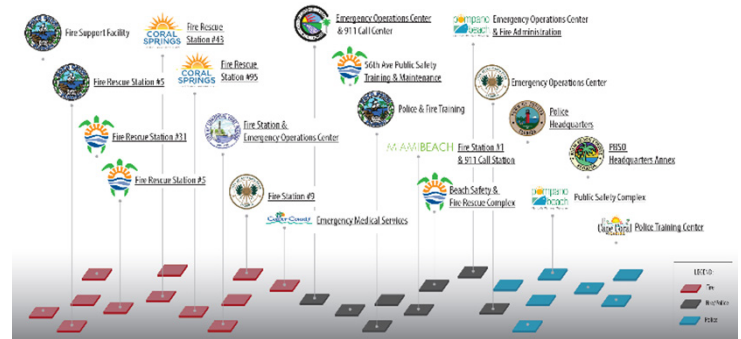 Fire Support Facility
CORAL SPRINGS
Fire Rescue
Station #43
Fire Rescue Station #5
CORAL SPRINGS
Fire Rescue
Station #95
Fire Rescue Station #31
Fire Rescue Station #5
Fire Station &
Emergency Operations Center
Fire Station #9
Emergency Medical Services
Emergency Operations Center
& 911 Call Center
56th Ave Public Safety
Training & Maintenance
Police & Fire Training
MIAMIBEACH
Fire Station #1
& 911 Call Station
Beach Safety &
Fire Rescue Complex
pompano
beach
Emergency Operations Center
& Fire Administration
Emergency Operations Center
Police
Headquarters
PBSO
Headquarters Annex
pompano
beach
Public Safety Complex
Cape Coral
Police Training Center
LEGEND:
Fire
Fire/Police
Police